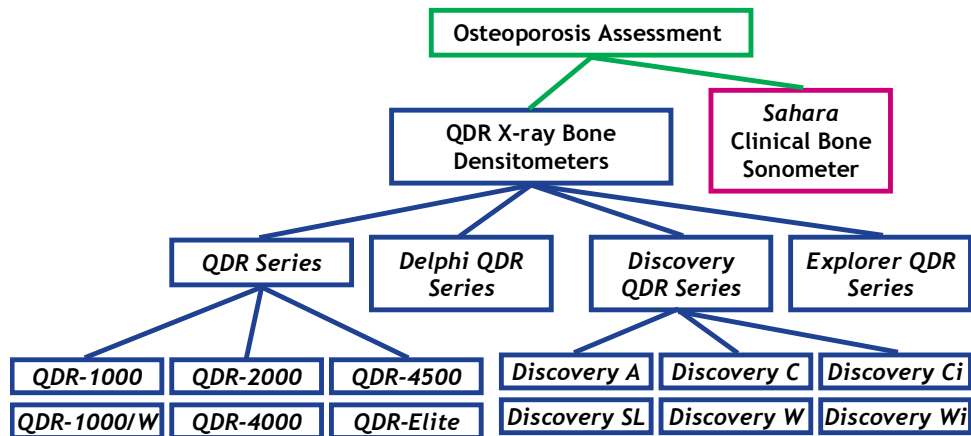 Osteoporosis Assessment
Sahara
Clinical Bone
Sonometer
QDR X-ray Bone
Densitometers
QDR Series
Delphi QDR
Series
Discovery
QDR Series
Explorer QDR
Series
QDR-1000
QDR-2000
QDR-4500
Discovery A
Discovery C
Discovery Ci
QDR-1000/W
QDR-4000
QDR-Elite
Discovery SL
Discovery W
Discovery Wi